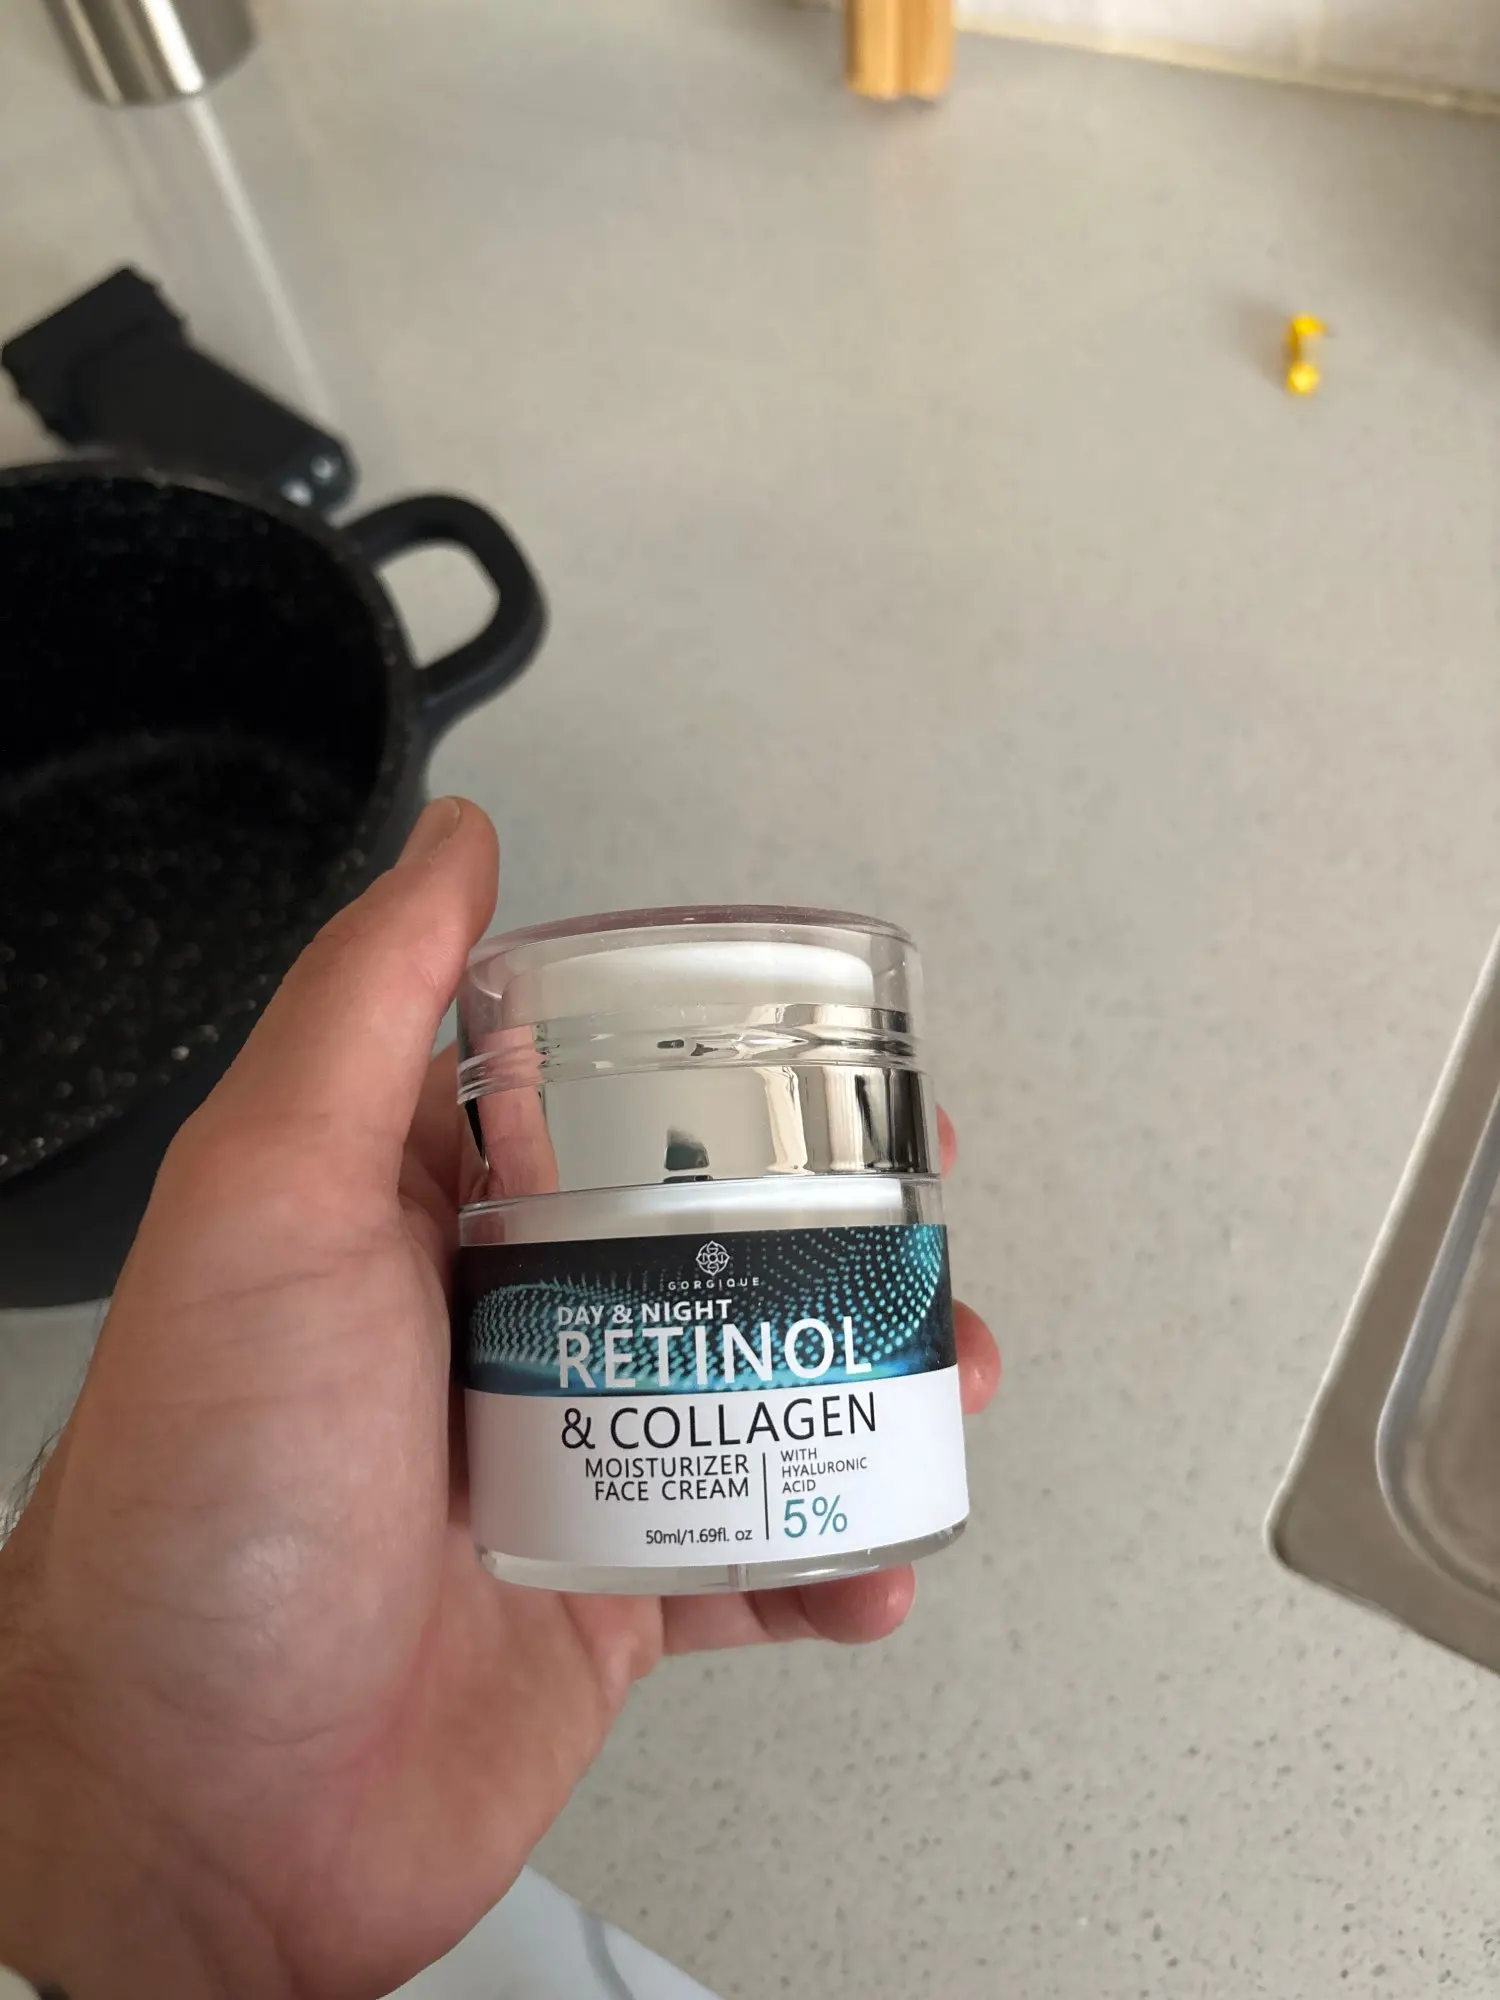 GORGIQUE
DAY & NIGHT
RETINOL
& COLLAGEN
MOISTURIZER
FACE CREAM
50ml/1.69fl. oz
WITH
HYALURONIC
ACID
5%